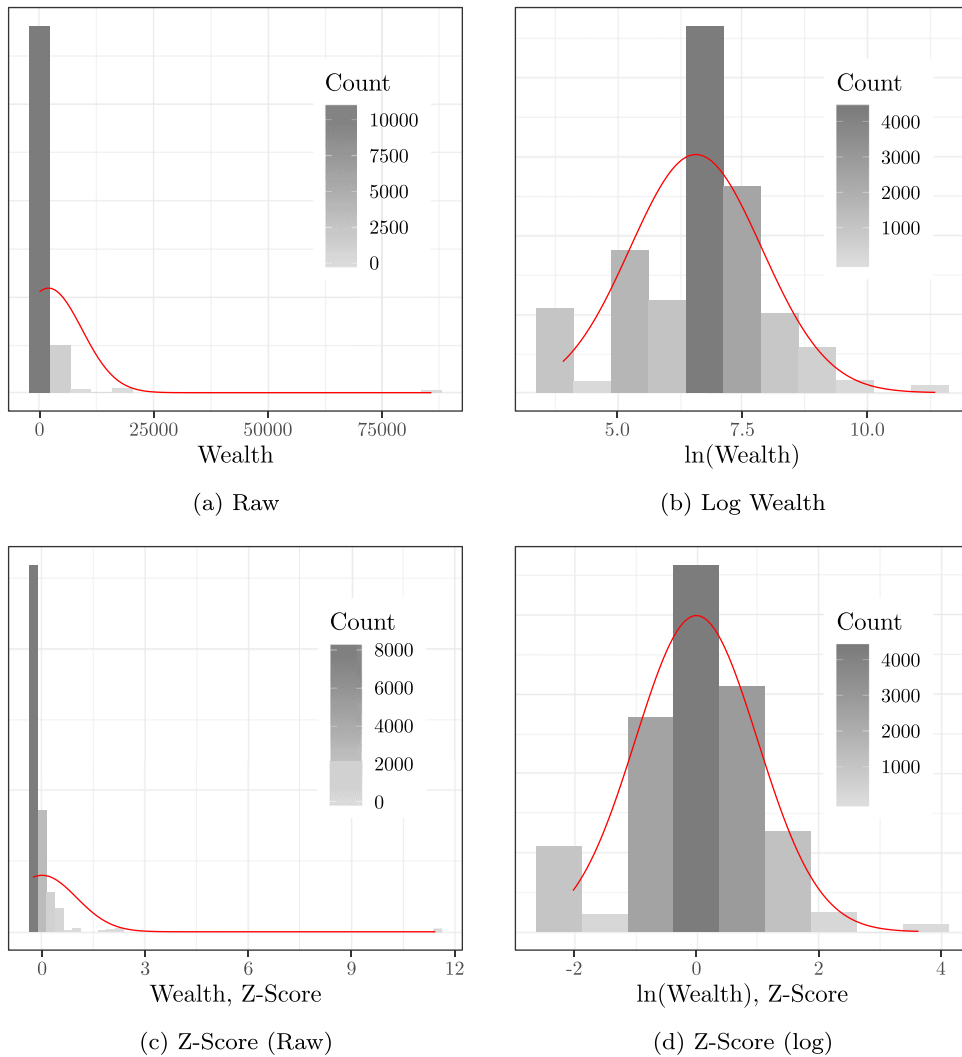 Count
10000
7500
5000
2500
0
0 25000 50000 75000
Wealth
(a) Raw
Count
4000
3000
2000
1000
5.0 7.5 10.0
ln(Wealth)
(b) Log Wealth
Count
8000
6000
4000
2000
0
0 3 6 9 12
Wealth, Z-Score
(c) Z-Score (Raw)
Count
4000
3000
2000
1000
-2 0 2 4
ln(Wealth), Z-Score
(d) Z-Score (log)